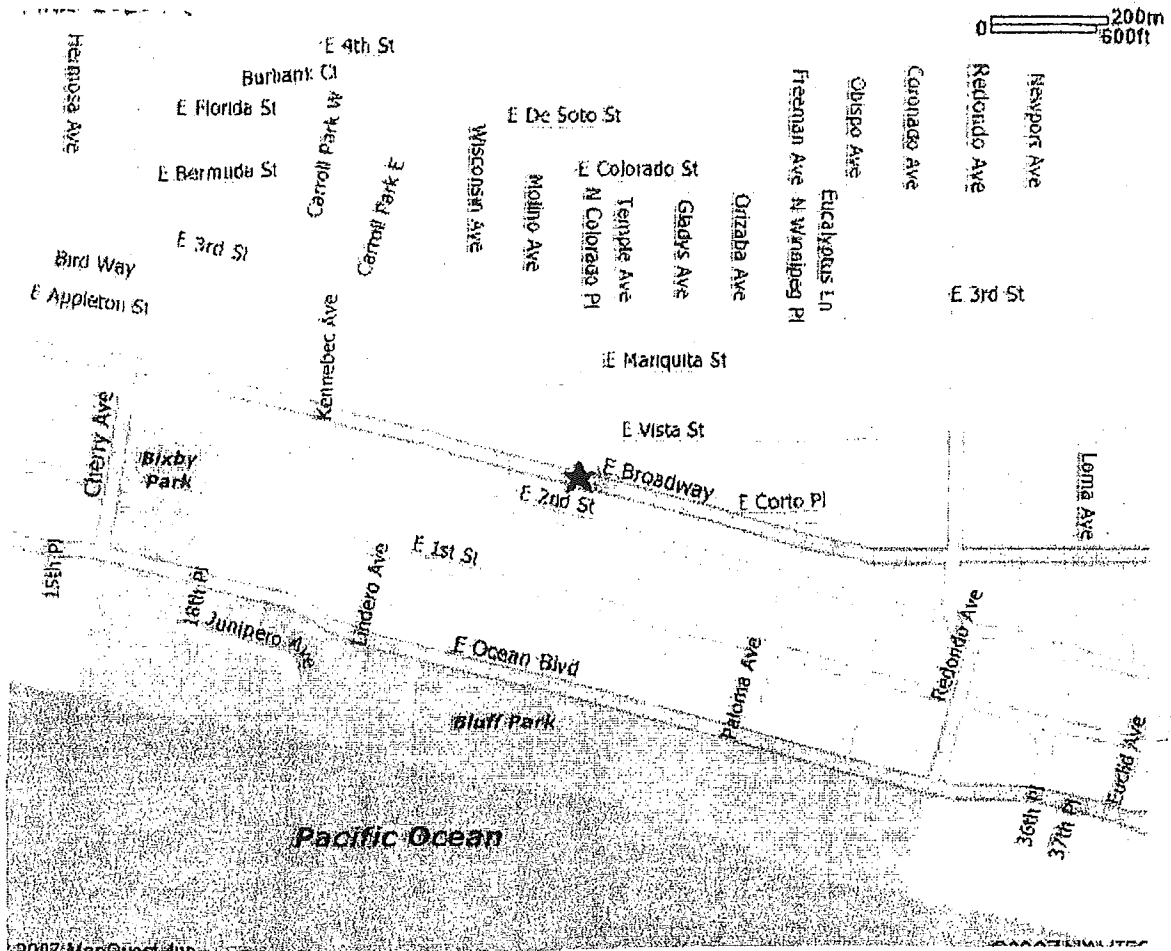 0 200m
600ft
E 4th St
Hermosa Ave
Burbank Ct
E Florida St
Carroll Park W
E De Soto St
Freeman Ave
Obispo Ave
Coronado Ave
Redondo Ave
Newport Ave
E Bermuda St
Carroll Park E
Wisconsin Ave
Molino Ave
E Colorado St
N Colorado Pl
Temple Ave
Gladys Ave
Orizaba Ave
N Winnipeg Pl
Eucalyptus Ln
E 3rd St
Bird Way
E Appleton St
E 3rd St
Kennebec Ave
E Mariquita St
Cherry Ave
Bixby
Park
E Vista St
E Broadway
E 2nd St
E Corto Pl
Loma Ave
15th Pl
18th Pl
E 1st St
Lindero Ave
Junipero Ave
E Ocean Blvd
Paloma Ave
Redondo Ave
Bluff Park
Euclid Ave
36th Pl
37th Pl
Pacific Ocean
2007 MapQuest